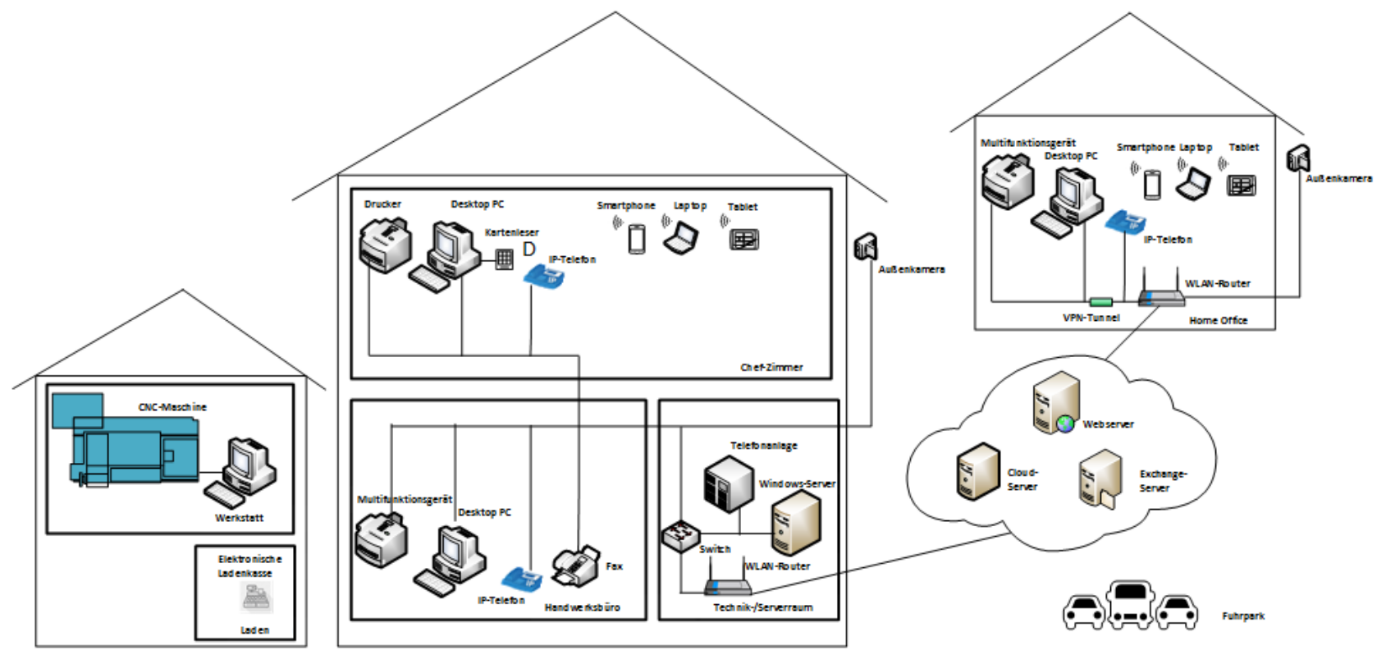 CNC-Maschine
Werkstatt
Elektronische
Ladenkasse
Laden
Drucker
Desktop PC
Kartenleser
D
IP-Telefon
Smartphone
Laptop
Tablet
Chef-Zimmer
Außenkamera
Multifunktionsgerät
Desktop PC
IP-Telefon
Fax
Handwerksbüro
Telefonanlage
Windows-Server
Switch
WLAN-Router
Technik-/Serverraum
Multifunktionsgerät
Desktop PC
Smartphone
Laptop
Tablet
IP-Telefon
WLAN-Router
VPN-Tunnel
Home Office
Außenkamera
Webserver
Cloud-
Server
Exchange-
Server
Fuhrpark